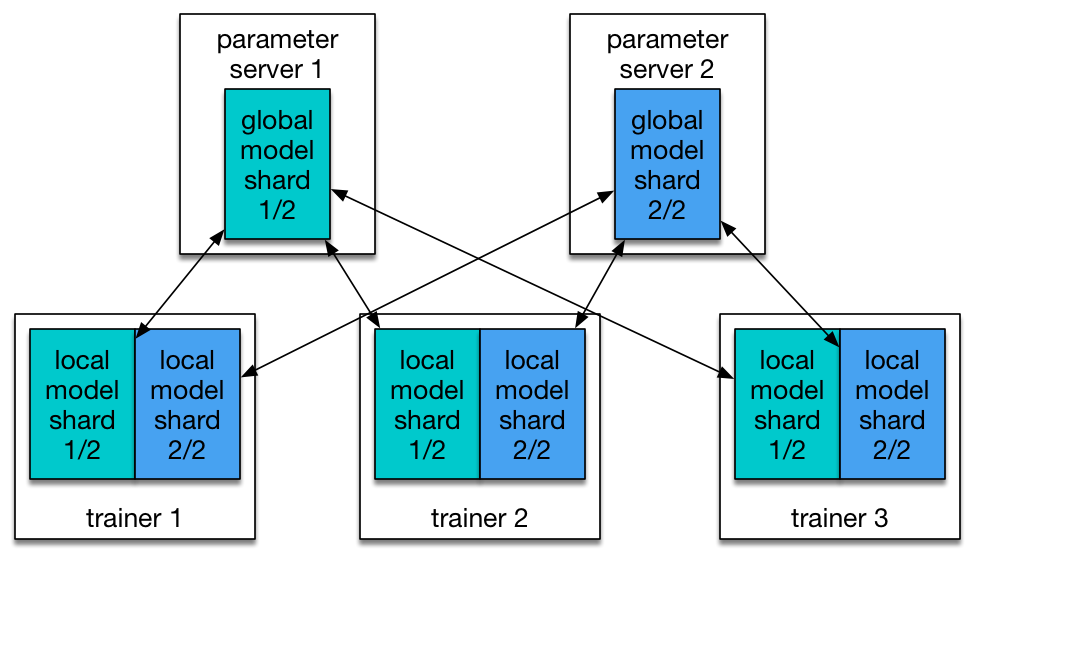 parameter
server 1
global
model
shard
1/2
parameter
server 2
global
model
shard
2/2
local
model
shard
1/2
local
model
shard
2/2
trainer 1
local
model
shard
1/2
local
model
shard
2/2
trainer 2
local
model
shard
1/2
local
model
shard
2/2
trainer 3